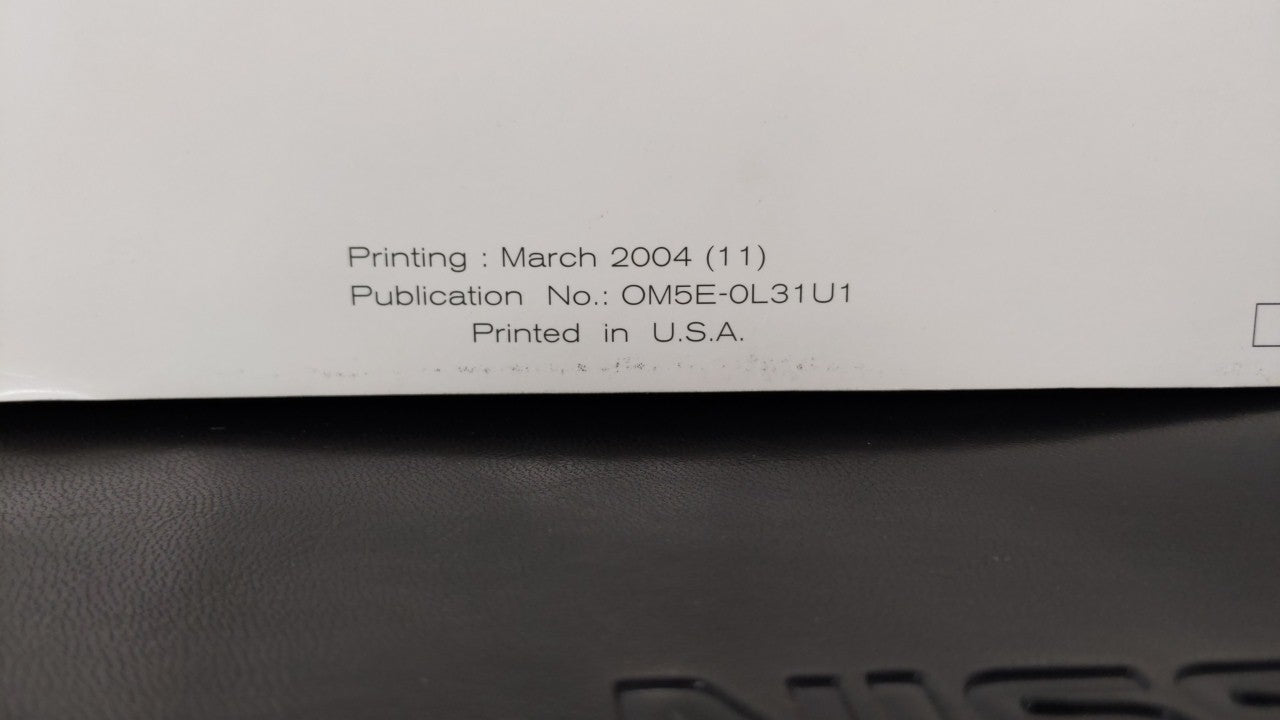 Printing : March 2004 (11)
Publication No.: OM5E-0L31U1
Printed in U.S.A.